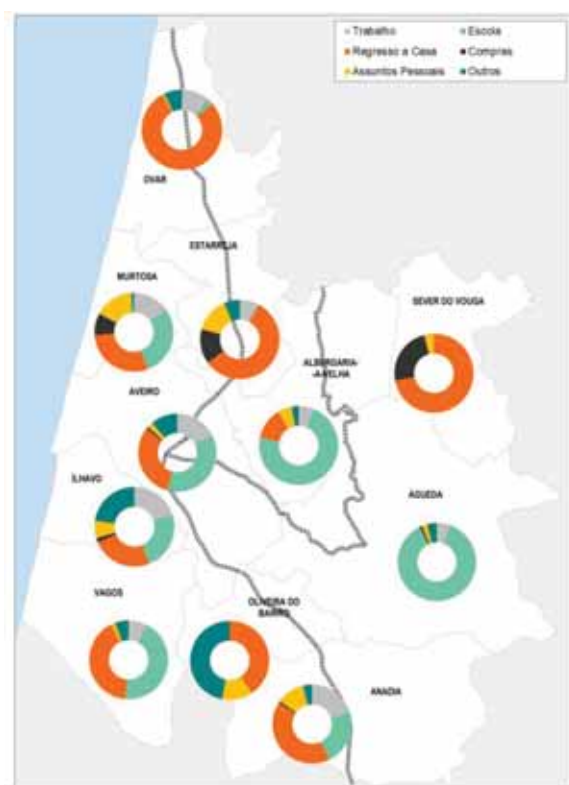 Trabalho Escola
Regresso a Casa Compras
Assuntos Pessoais Outros
OVAR
ESTARREJA
MURTOSA
SEVER DO VOUGA
ALBERGARIA-
-A-VELHA
AVEIRO
ÍLHAVO
ÁGUEDA
VAGOS
OLIVEIRA DO
BAIRRO
ANADIA